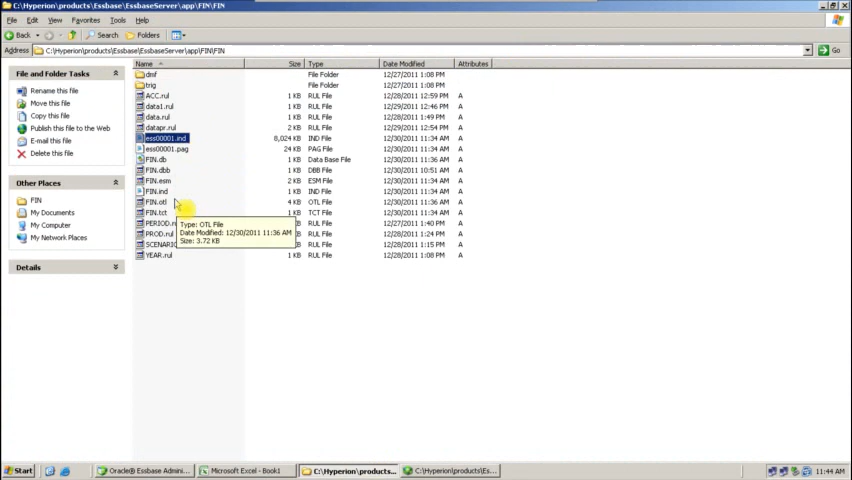 C:\Hyperion\products\Essbase\EssbaseServer\app\FIN\FIN
File Edit View Favorites Tools Help
Back Search Folders
Address C:\Hyperion\products\Essbase\EssbaseServer\app\FIN\FIN Go
Name Size Type Date Modified Attributes
File and Folder Tasks
Rename this file
Move this file
Copy this file
Publish this file to the Web
E-mail this file
Delete this file
Other Places
FIN
My Documents
My Computer
My Network Places
Details
dmf File Folder 12/27/2011 1:08 PM
trig File Folder 12/27/2011 1:08 PM
ACC.rul 1 KB RUL File 12/28/2011 12:59 PM A
data1.rul 1 KB RUL File 12/29/2011 12:46 PM A
data.rul 1 KB RUL File 12/28/2011 1:49 PM A
datapr.rul 2 KB RUL File 12/29/2011 12:54 PM A
ess00001.ind 8,024 KB IND File 12/30/2011 11:34 AM A
ess00001.pag 24 KB PAG File 12/30/2011 11:34 AM A
FIN.db 1 KB Data Base File 12/30/2011 11:36 AM A
FIN.dbb 1 KB DBB File 12/30/2011 10:51 AM A
FIN.esm 2 KB ESM File 12/30/2011 11:34 AM A
FIN.ind 1 KB IND File 12/30/2011 11:34 AM A
FIN.otl 4 KB OTL File 12/30/2011 11:36 AM A
FIN.tct 1 KB TCT File 12/30/2011 11:34 AM A
PERIOD.ru 1 KB RUL File 12/27/2011 1:40 PM A
PROD.rul 1 KB RUL File 12/28/2011 1:24 PM A
SCENARIO 1 KB RUL File 12/28/2011 1:15 PM A
YEAR.rul 1 KB RUL File 12/28/2011 1:08 PM A
Type: OTL File
Date Modified: 12/30/2011 11:36 AM
Size: 3.72 KB
Start Oracle® Essbase Admini... Microsoft Excel - Book1 C:\Hyperion\products... C:\Hyperion\products\Es... 11:44 AM